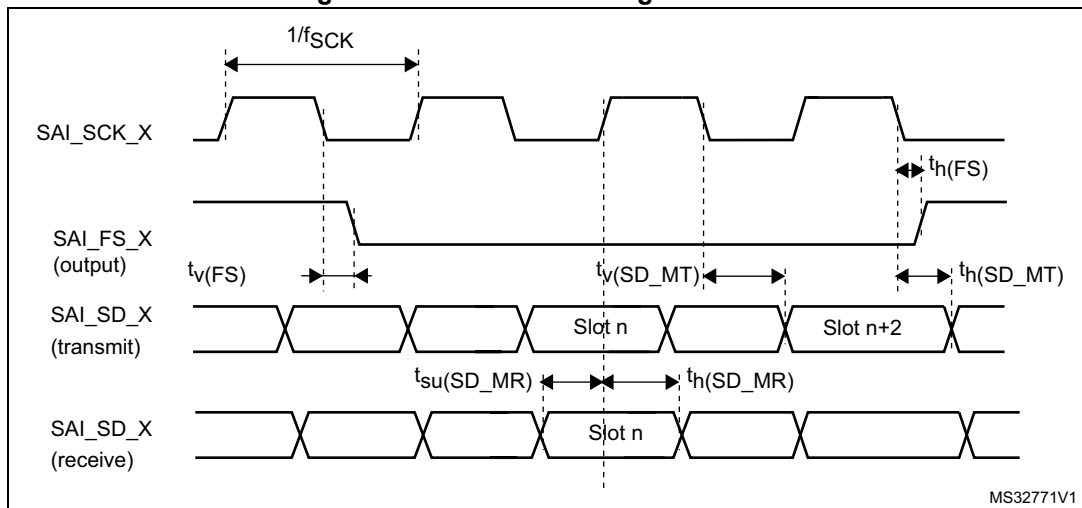 1/fSCK
SAI_SCK_X
th(FS)
SAI_FS_X
(output)
tv(FS)
tv(SD_MT)
th(SD_MT)
SAI_SD_X
(transmit)
Slot n
Slot n+2
tsu(SD_MR)
th(SD_MR)
SAI_SD_X
(receive)
Slot n
MS32771V1